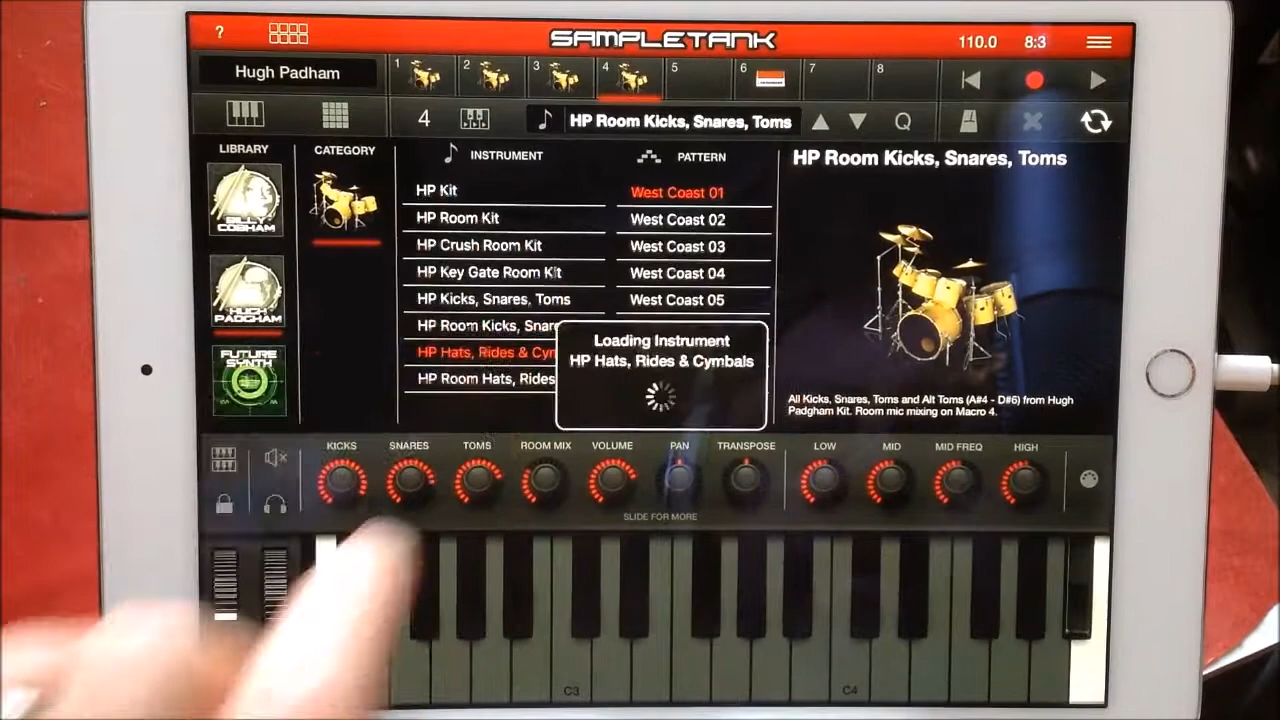 ?
SAMPLETANK
110.0
8:3
Hugh Padham
1
2
3
4
5
6
7
8
4
HP Room Kicks, Snares, Toms
Q
LIBRARY
BILLY
COBHAM
HUGH
PADGHAM
FUTURE
SYNTH
CATEGORY
INSTRUMENT
HP Kit
HP Room Kit
HP Crush Room Kit
HP Key Gate Room Kit
HP Kicks, Snares, Toms
HP Room Kicks, Snare
HP Hats, Rides & Cym
HP Room Hats, Rides
PATTERN
West Coast 01
West Coast 02
West Coast 03
West Coast 04
West Coast 05
Loading Instrument
HP Hats, Rides & Cymbals
HP Room Kicks, Snares, Toms
All Kicks, Snares, Toms and Alt Toms (A#4 - D#6) from Hugh
Padgham Kit. Room mic mixing on Macro 4.
KICKS
SNARES
TOMS
ROOM MIX
VOLUME
PAN
TRANSPOSE
LOW
MID
MID FREQ
HIGH
SLIDE FOR MORE
C3
C4